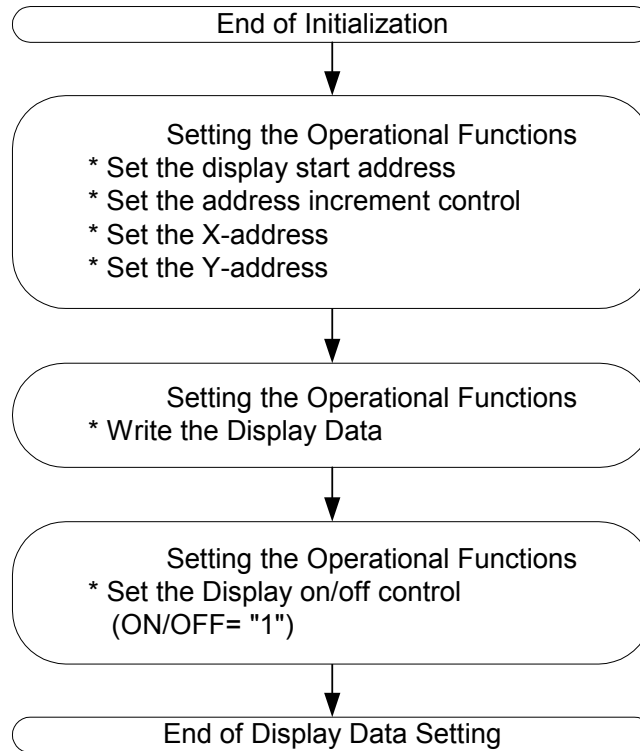 End of Initialization
Setting the Operational Functions
* Set the display start address
* Set the address increment control
* Set the X-address
* Set the Y-address
Setting the Operational Functions
* Write the Display Data
Setting the Operational Functions
* Set the Display on/off control
(ON/OFF= "1")
End of Display Data Setting